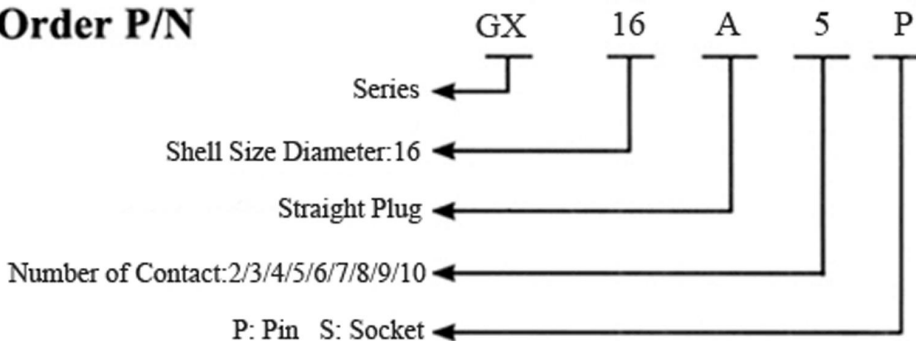 Order P/N GX 16 A 5 P
Series
Shell Size Diameter:16
Straight Plug
Number of Contact:2/3/4/5/6/7/8/9/10
P: Pin S: Socket